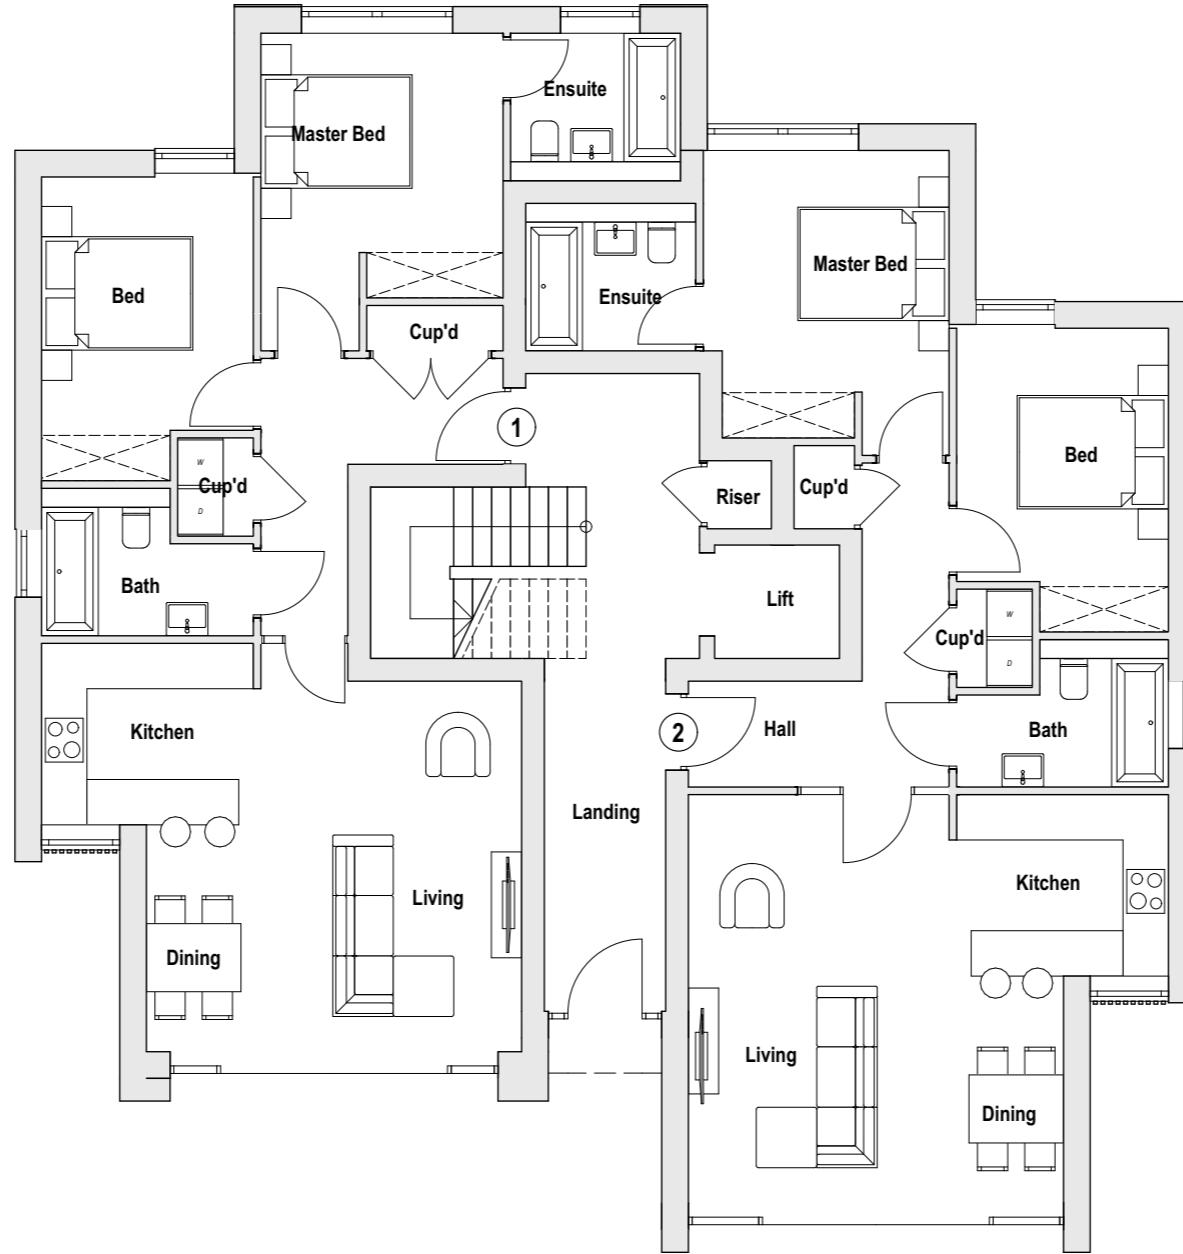 Ensuite
Master Bed
Master Bed
Bed
Ensuite
Cup'd
1
Bed
W
Cup'd
D
Riser
Cup'd
Bath
Lift
W
Cup'd
D
Kitchen
2
Hall
Bath
Landing
Living
Kitchen
Dining
Living
Dining